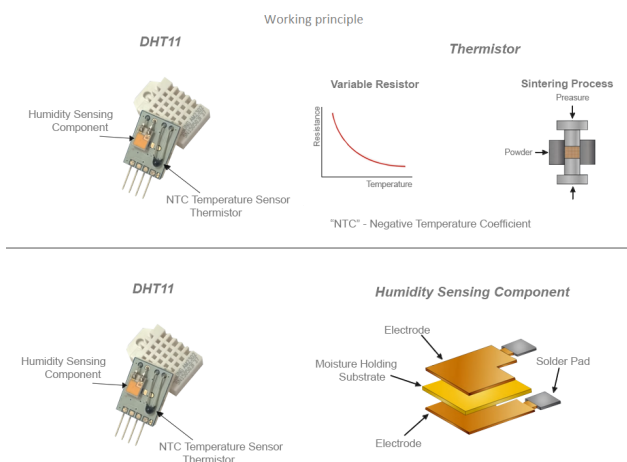 Working principle
DHT11
Thermistor
Humidity Sensing
Component
NTC Temperature Sensor
Thermistor
Variable Resistor
Resistance
Temperature
Sintering Process
Preasure
Powder
"NTC" - Negative Temperature Coefficient
DHT11
Humidity Sensing Component
Humidity Sensing
Component
NTC Temperature Sensor
Thermistor
Electrode
Moisture Holding
Substrate
Solder Pad
Electrode